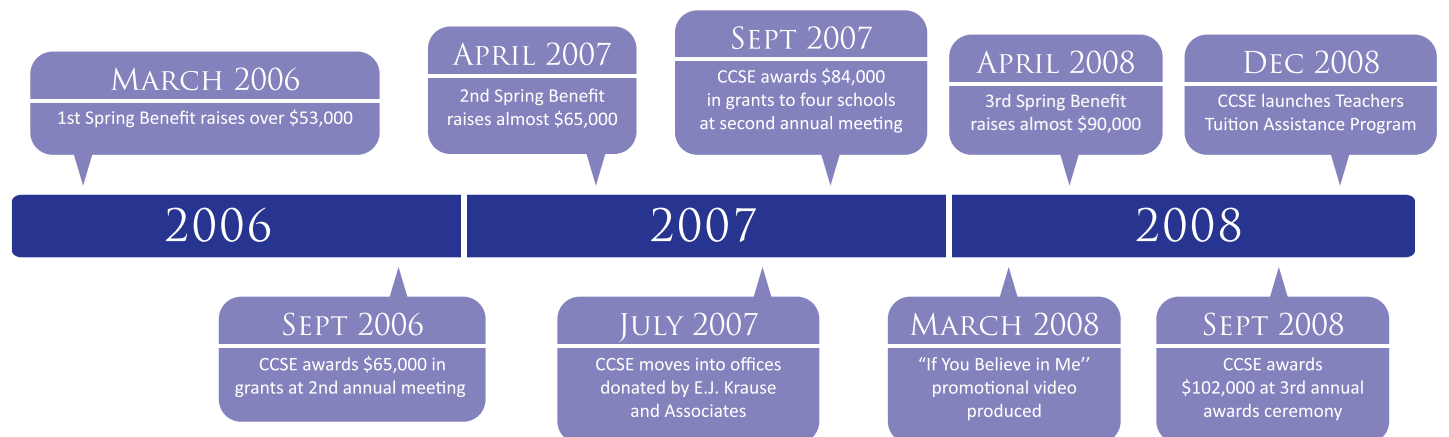 MARCH 2006
1st Spring Benefit raises over $53,000
APRIL 2007
2nd Spring Benefit
raises almost $65,000
SEPT 2007
CCSE awards $84,000
in grants to four schools
at second annual meeting
APRIL 2008
3rd Spring Benefit
raises almost $90,000
DEC 2008
CCSE launches Teachers
Tuition Assistance Program
2006
2007
2008
SEPT 2006
CCSE awards $65,000 in
grants at 2nd annual meeting
JULY 2007
CCSE moves into offices
donated by E.J. Krause
and Associates
MARCH 2008
“If You Believe in Me’’
promotional video
produced
SEPT 2008
CCSE awards
$102,000 at 3rd annual
awards ceremony